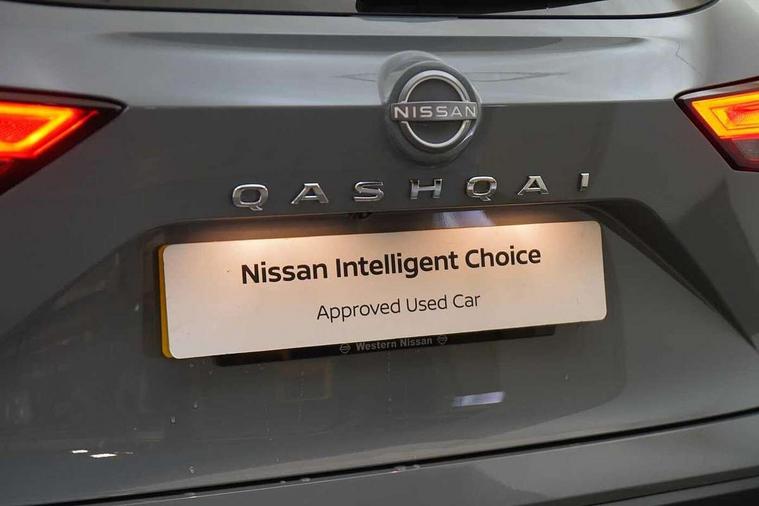 NISSAN
QASHQAI
Nissan Intelligent Choice
Approved Used Car
Western Nissan